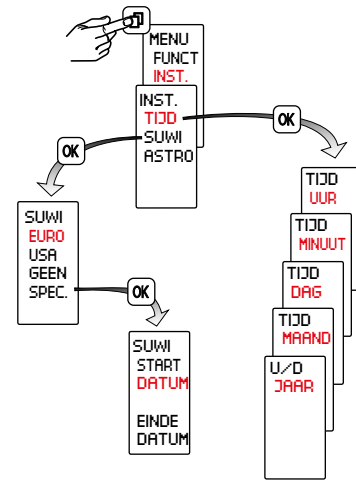 MENU
FUNCT
INST.
INST.
TIJD
SUWI
ASTRO
OK
OK
SUWI
EURO
USA
GEEN
SPEC.
OK
SUWI
START
DATUM
EINDE
DATUM
TIJD
UUR
TIJD
MINUUT
TIJD
DAG
TIJD
MAAND
U/D
JAAR